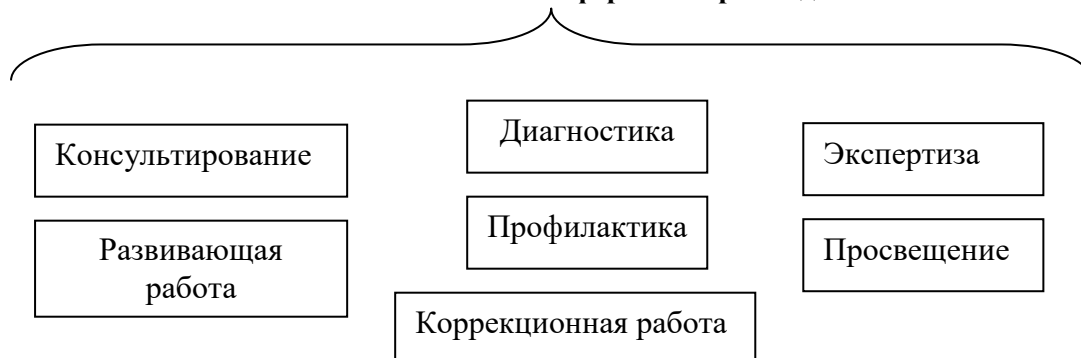 Консультирование
Диагностика
Экспертиза
Развивающая
работа
Профилактика
Просвещение
Коррекционная работа